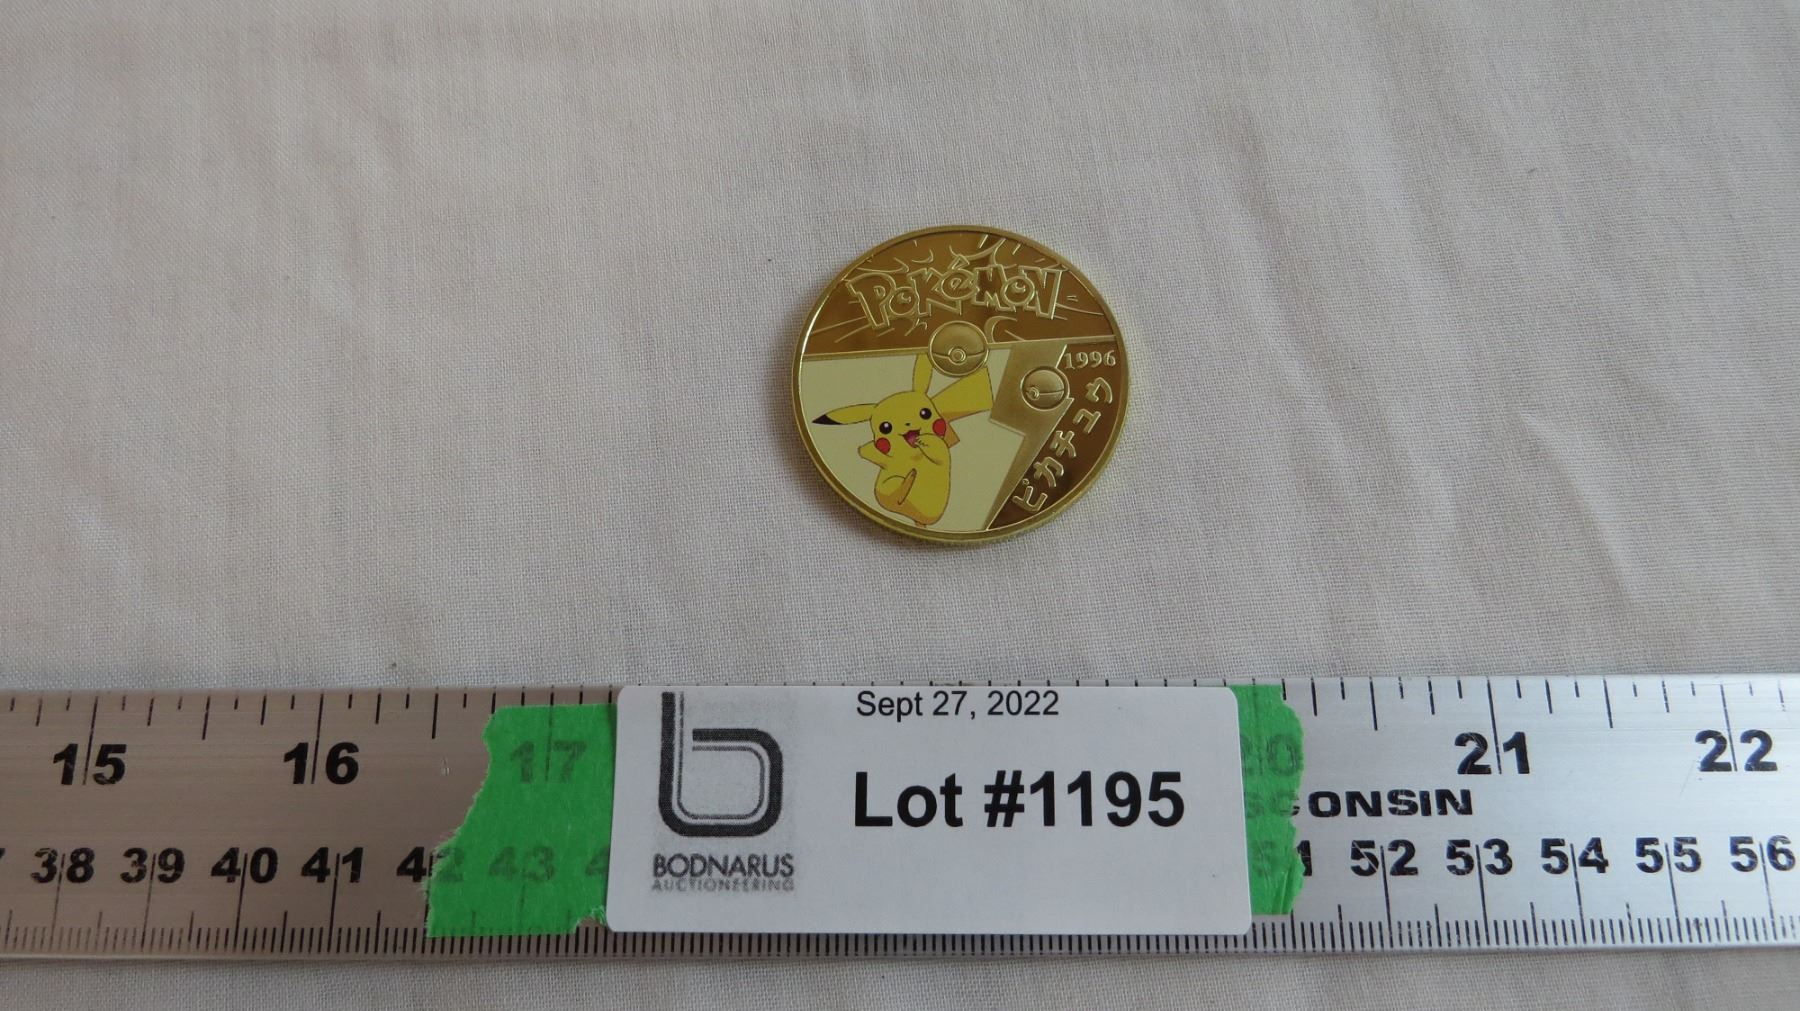 POKéMON
1996
ピカチュウ
Sept 27, 2022
Lot #1195
BODNARUS
AUCTIONEERING
15 16 17 20 21 22
CONSIN
38 39 40 41 42 43 51 52 53 54 55 56